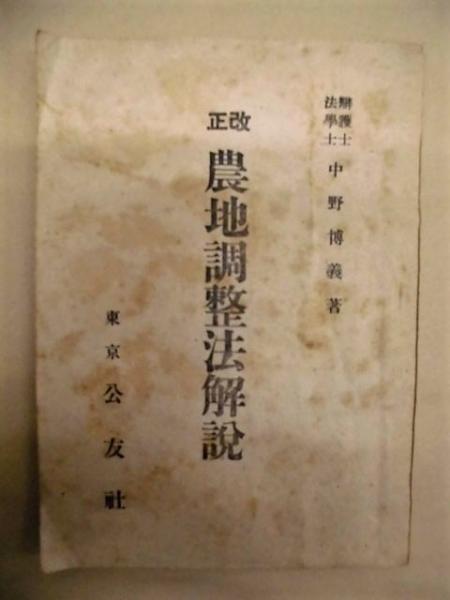 辯護士
法學士
中野博義著
改正
農地調整法解說
東京 公友社